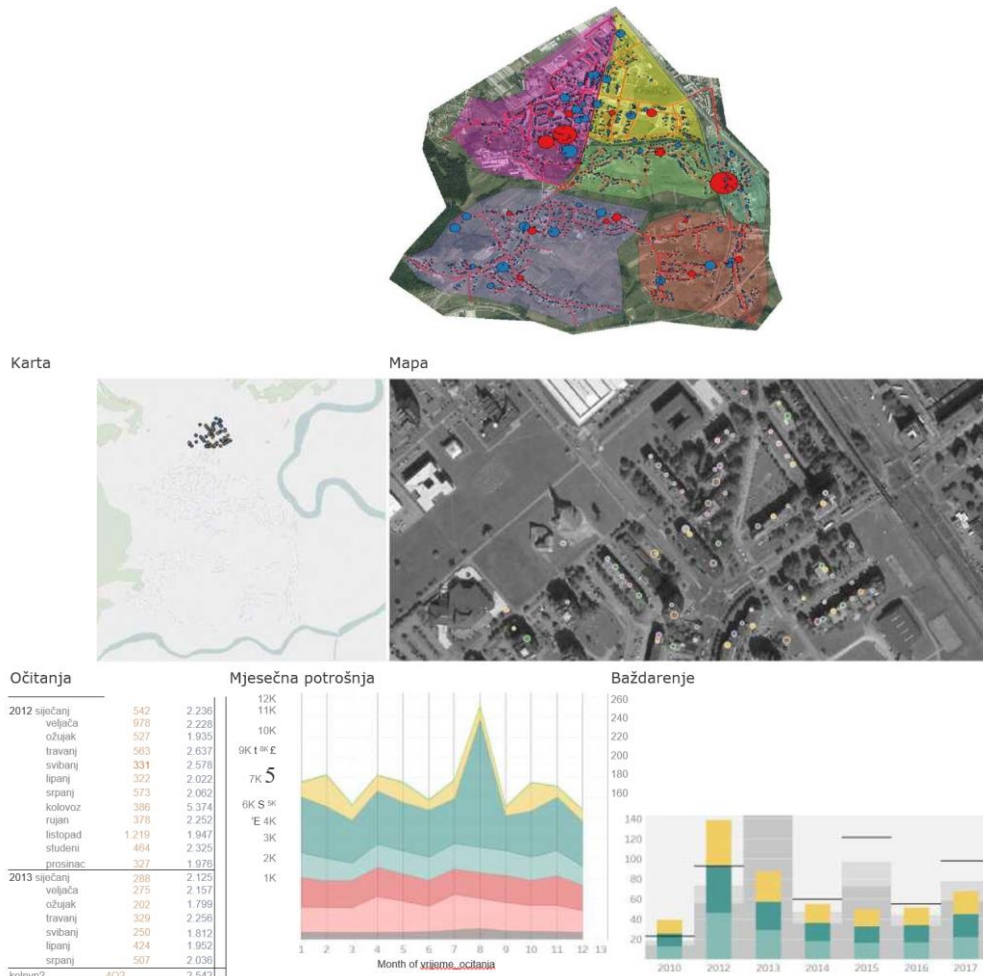 Karta
Mapa
Očitanja
2012 siječanj 542 2.236
veljača 978 2.228
ožujak 527 1.935
travanj 563 2.637
svibanj 331 2.578
lipanj 322 2.022
srpanj 573 2.062
kolovoz 386 5.374
rujan 378 2.252
listopad 1.219 1.947
studeni 464 2.325
prosinac 327 1.976
2013 siječanj 288 2.125
veljača 275 2.157
ožujak 202 1.799
travanj 329 2.256
svibanj 250 1.812
lipanj 424 1.952
srpanj 507 2.036
2.542
Mjesečna potrošnja
12K
11K
10K
9K t 8K £
7K 5
6K S 5K
'E 4K
3K
2K
1K
260
240
220
200
180
160
1 2 3 4 5 6 7 8 9 10 11 12 13
Month of vrijeme_ocitanja
Baždarenje
140
120
100
80
60
40
20
2010 2012 2013 2014 2015 2016 2017